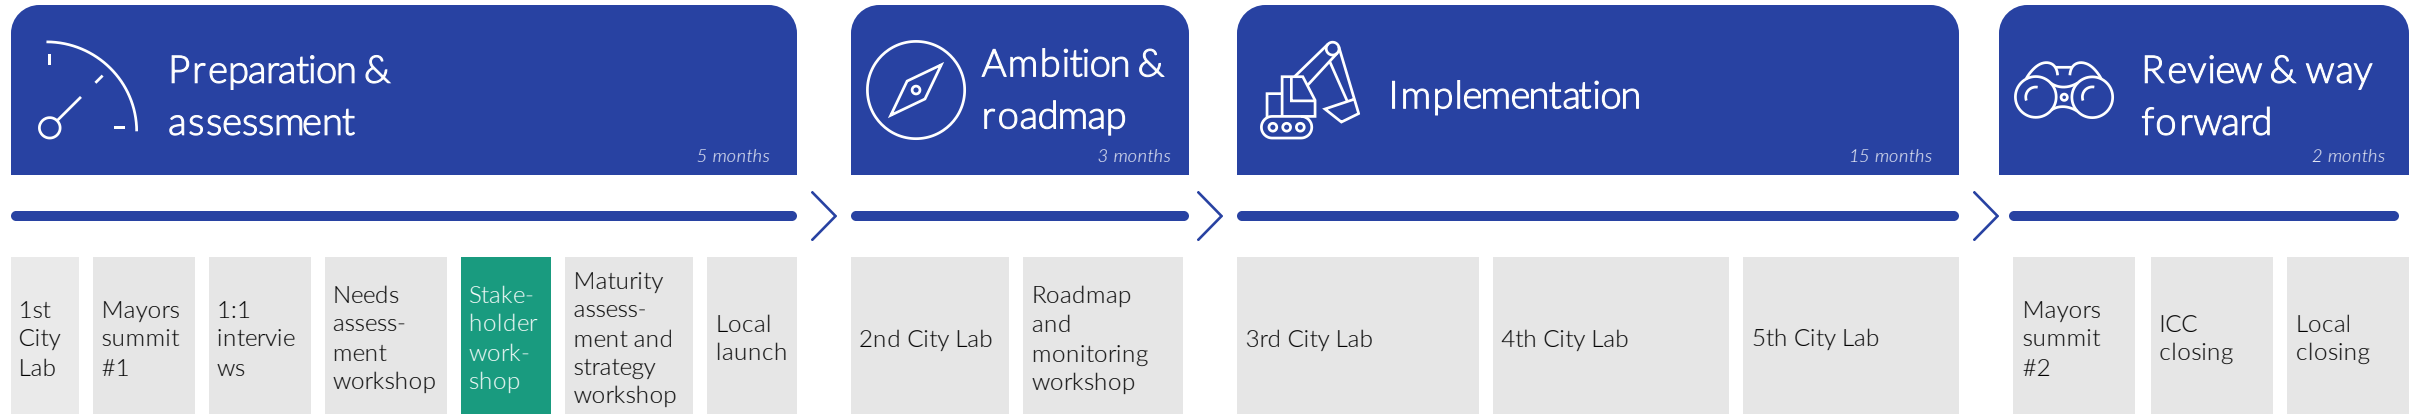 Preparation &
assessment
5 months
Ambition &
roadmap
3 months
Implementation
15 months
Review & way
forward
2 months
1st
City
Lab
Mayors
summit
#1
1:1
intervie
ws
Needs
assess-
ment
workshop
Stake-
holder
work-
shop
Maturity
assess-
ment and
strategy
workshop
Local
launch
2nd City Lab
Roadmap
and
monitoring
workshop
3rd City Lab
4th City Lab
5th City Lab
Mayors
summit
#2
ICC
closing
Local
closing